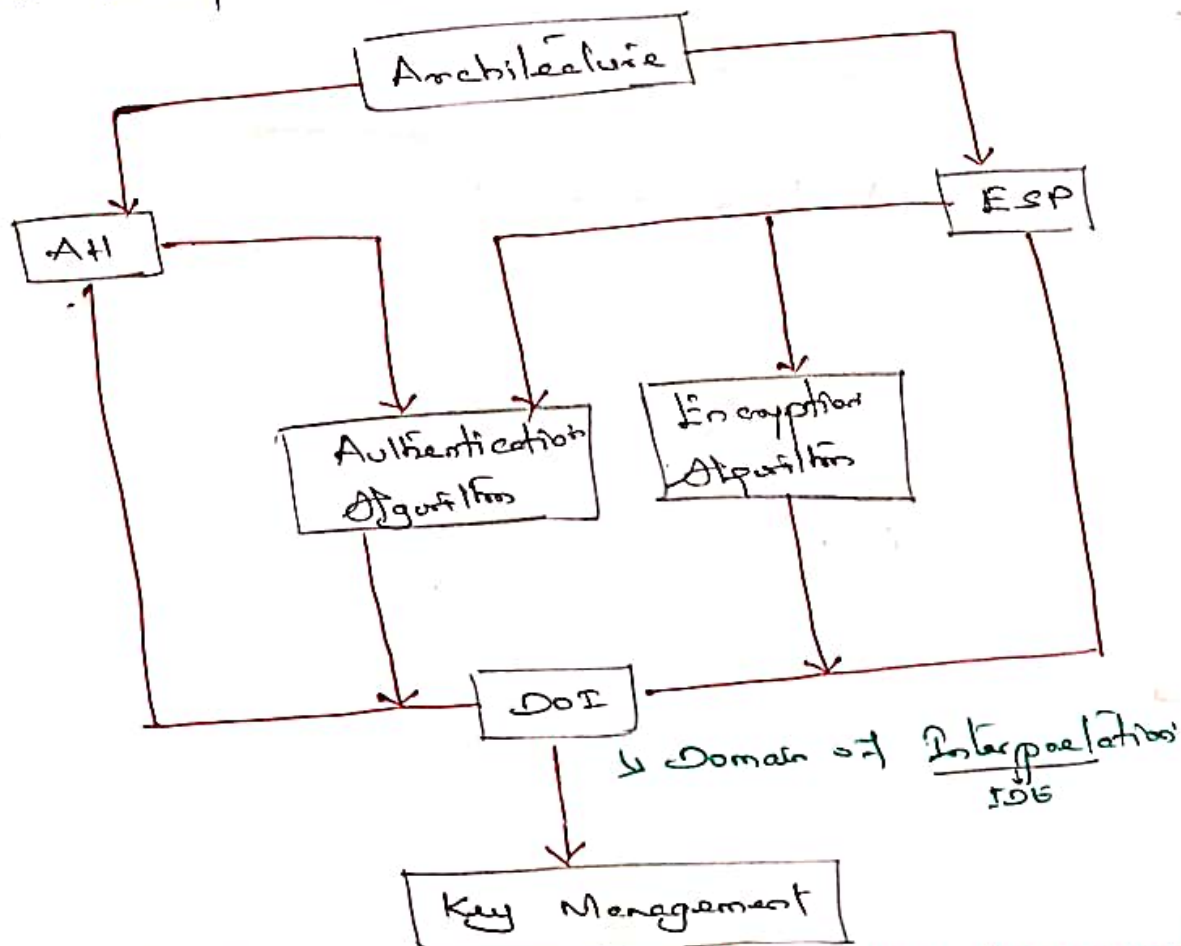 Architecture
ESP
AH
Authentication
Algorithm
Encryption
Algorithm
DOI
Domain of Interpretation
Key Management